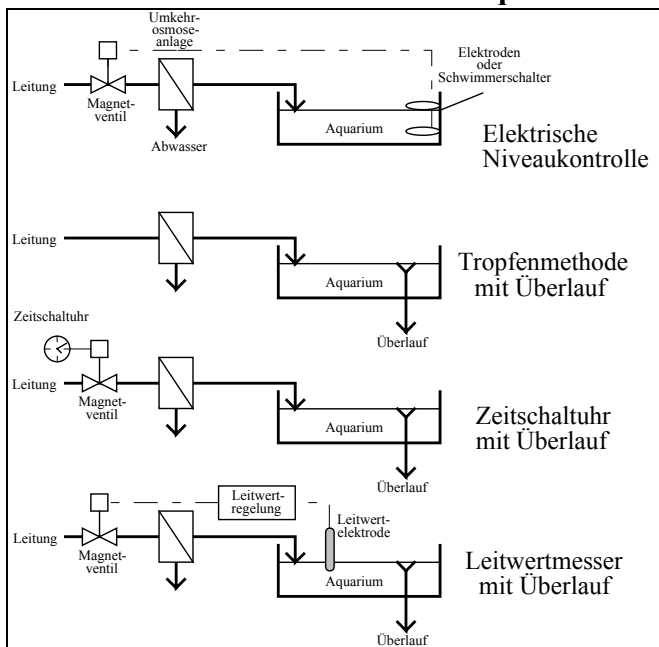 Umkehr-
osmose-
anlage
Elektroden
oder
Schwimmerschalter
Leitung
Magnet-
ventil
Abwasser
Aquarium
Elektrische
Niveaukontrolle
Leitung
Aquarium
Überlauf
Tropfenmethode
mit Überlauf
Zeitschaltuhr
Leitung
Magnet-
ventil
Aquarium
Überlauf
Zeitschaltuhr
mit Überlauf
Leitwert-
regelung
Leitwert-
elektrode
Leitung
Magnet-
ventil
Aquarium
Überlauf
Leitwertmesser
mit Überlauf